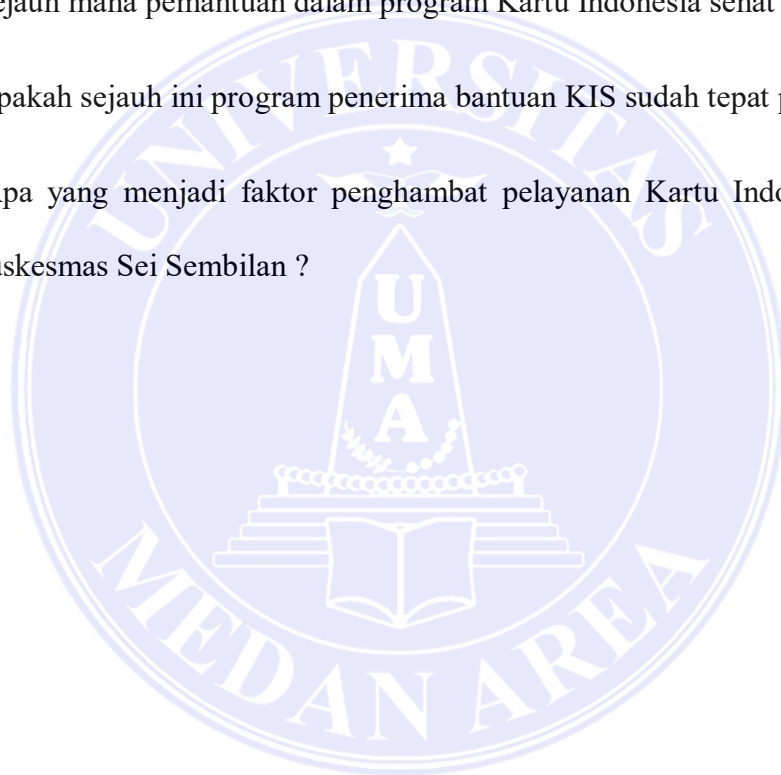 ejauh mana pemantuan dalam program Kartu Indonesia sehat
pakah sejauh ini program penerima bantuan KIS sudah tepat
pa yang menjadi faktor penghambat pelayanan Kartu Indo
uskesmas Sei Sembilan ?
UNIVERSITAS
U
M
A
MEDAN AREA